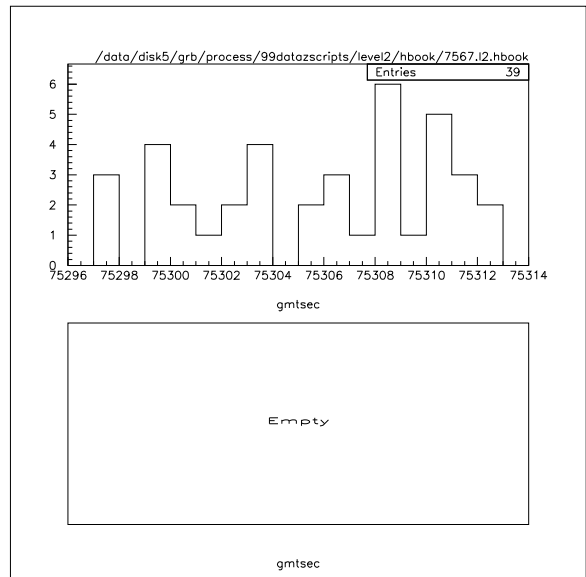 /data/disk5/grb/process/99datazscripts/level2/hbook/7567.l2.hbook
Entries 39
6
5
4
3
2
1
0
75296 75298 75300 75302 75304 75306 75308 75310 75312 75314
gmtsec
Empty
gmtsec